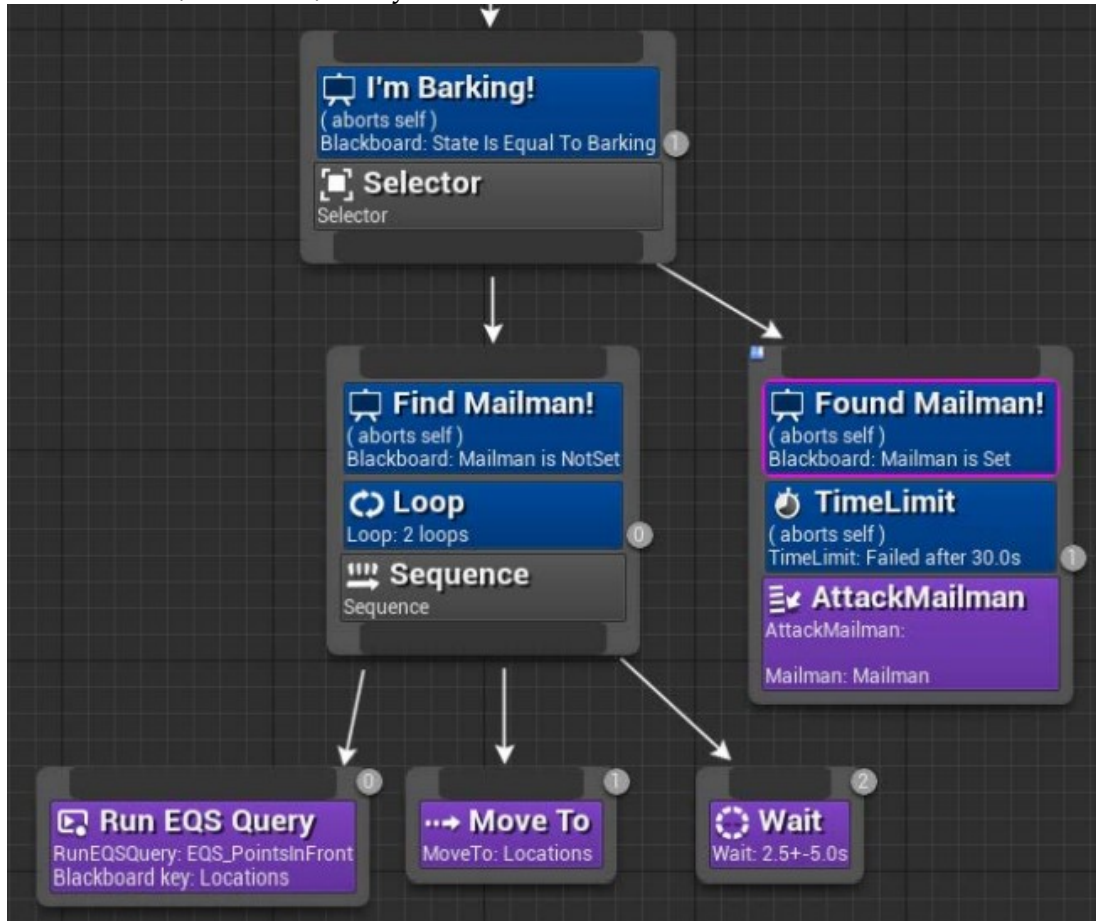 I'm Barking!
( aborts self )
Blackboard: State Is Equal To Barking
1
Selector
Selector
Find Mailman!
( aborts self )
Blackboard: Mailman is NotSet
Loop
Loop: 2 loops
0
Sequence
Sequence
Found Mailman!
( aborts self )
Blackboard: Mailman is Set
TimeLimit
( aborts self )
TimeLimit: Failed after 30.0s
1
AttackMailman
AttackMailman:
Mailman: Mailman
0
Run EQS Query
RunEQSQuery: EQS_PointsInFront
Blackboard key: Locations
1
Move To
MoveTo: Locations
2
Wait
Wait: 2.5+-5.0s